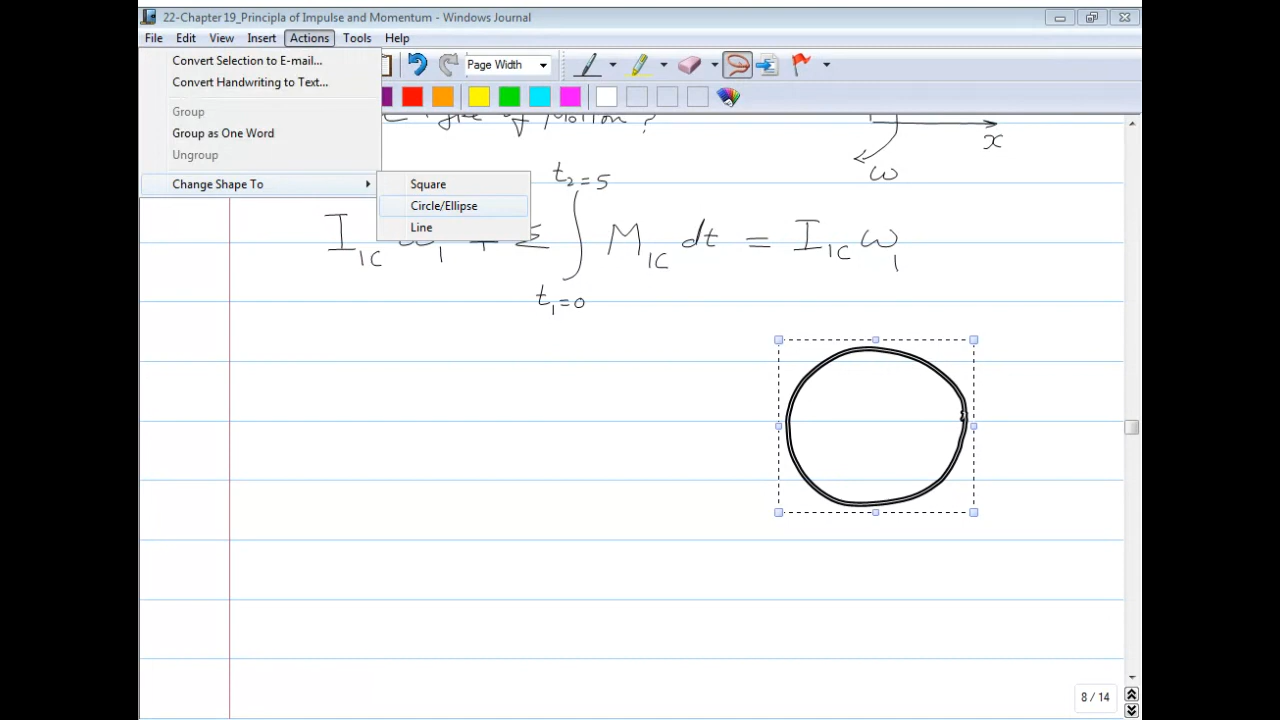 22-Chapter 19_Principla of Impulse and Momentum - Windows Journal
File Edit View Insert Actions Tools Help
Convert Selection to E-mail...
Convert Handwriting to Text...
Group
Group as One Word
Ungroup
Change Shape To
Square
Circle/Ellipse
Line
Page Width
of Motion ?
x
ω
t₂ = 5
I₁C ω₁ + Σ ∫ M₁C dt = I₁C ω₁
t₁ = 0
8 / 14